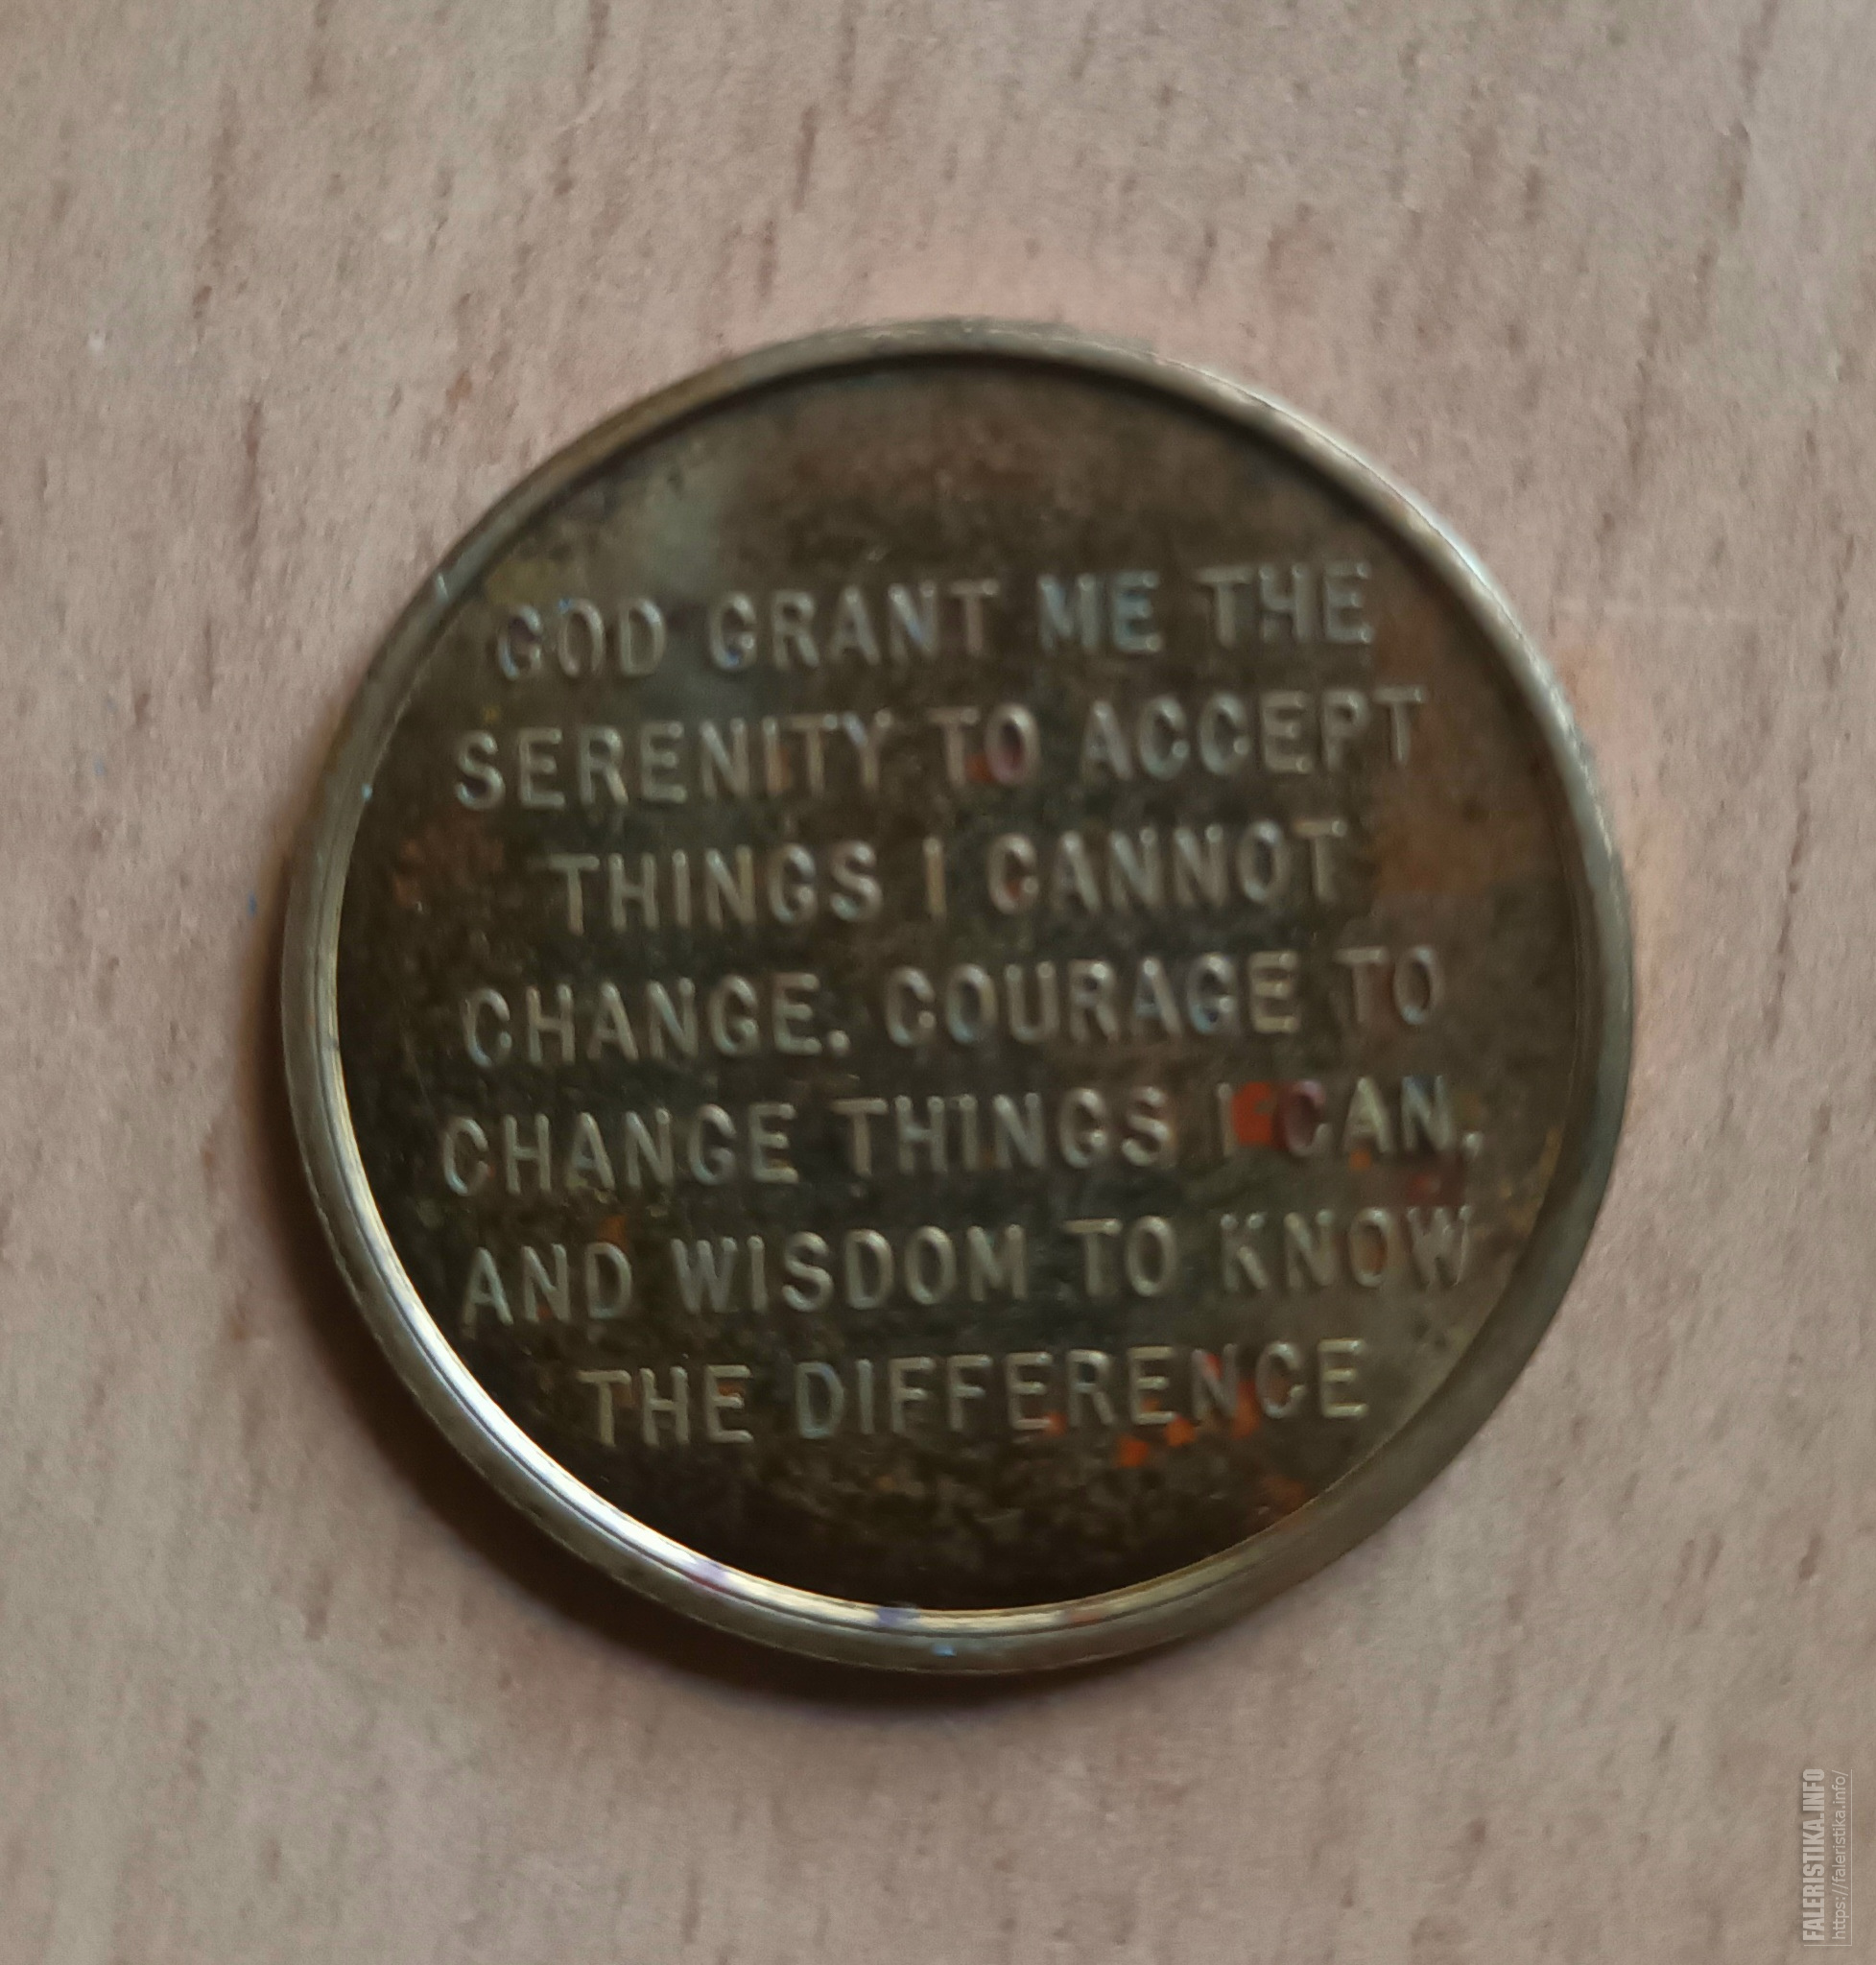 GOD GRANT ME THE
SERENITY TO ACCEPT
THINGS I CANNOT
CHANGE. COURAGE TO
CHANGE THINGS I CAN,
AND WISDOM TO KNOW
THE DIFFERENCE
FALERISTIKA.INFO
https://faleristika.info/